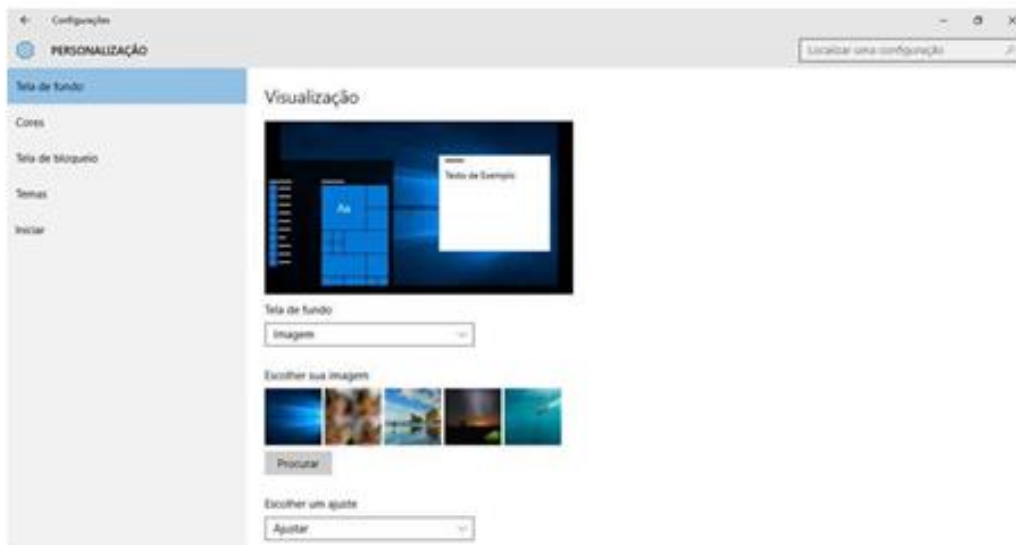 Configurações
PERSONALIZAÇÃO
Localizar uma configuração
Tela de fundo
Cores
Tela de bloqueio
Temas
Iniciar
Visualização
Texto de Exemplo
Aa
Tela de fundo
Imagem
Escolher sua imagem
Procurar
Escolher um ajuste
Ajustar